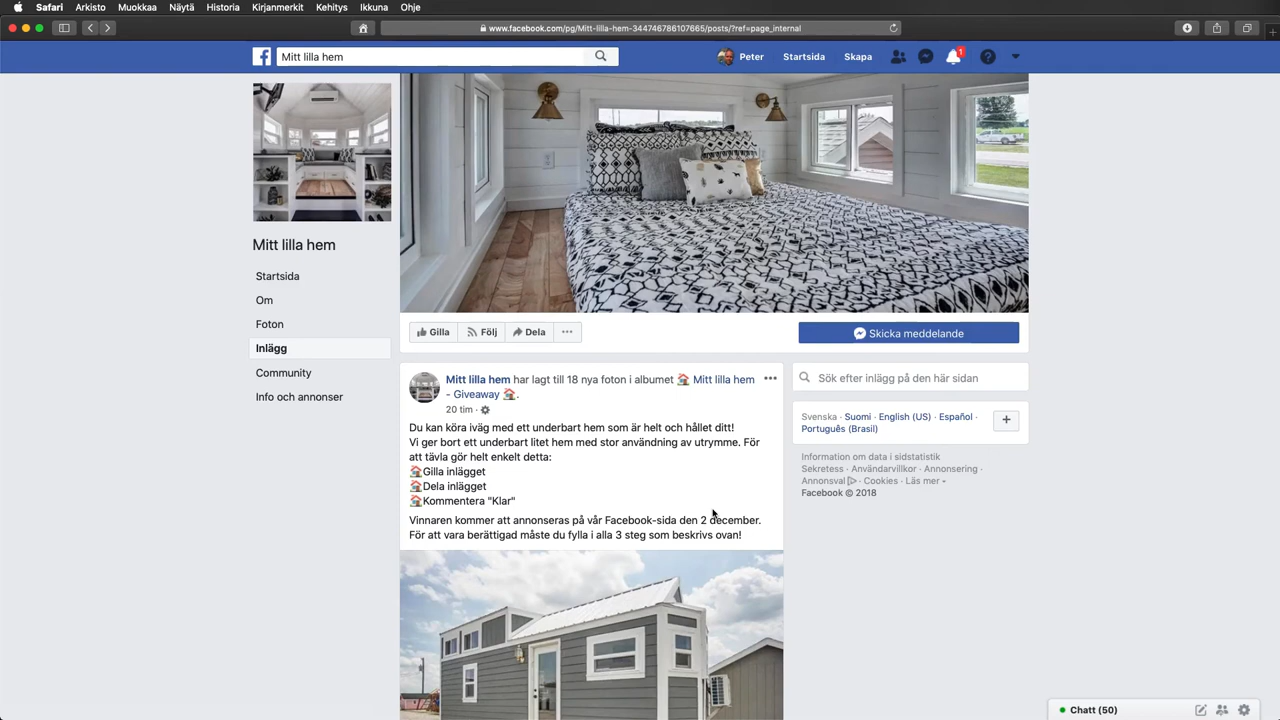 Safari Arkisto Muokkaa Näytä Historia Kirjanmerkit Kehitys Ikkuna Ohje
www.facebook.com/pg/Mitt-lilla-hem-344746786107665/posts/?ref=page_internal
Mitt lilla hem
Peter Startsida Skapa 1
Mitt lilla hem
Startsida
Om
Foton
Inlägg
Community
Info och annonser
Gilla Följ Dela
Skicka meddelande
Mitt lilla hem har lagt till 18 nya foton i albumet 🏠 Mitt lilla hem
- Giveaway 🏠.
20 tim ·
Du kan köra iväg med ett underbart hem som är helt och hållet ditt!
Vi ger bort ett underbart litet hem med stor användning av utrymme. För
att tävla gör helt enkelt detta:
🏠Gilla inlägget
🏠Dela inlägget
🏠Kommentera "Klar"
Vinnaren kommer att annonseras på vår Facebook-sida den 2 december.
För att vara berättigad måste du fylla i alla 3 steg som beskrivs ovan!
Sök efter inlägg på den här sidan
Svenska · Suomi · English (US) · Español ·
Português (Brasil)
Information om data i sidstatistik
Sekretess · Användarvillkor · Annonsering ·
Annonsval · Cookies · Läs mer
Facebook © 2018
Chatt (50)